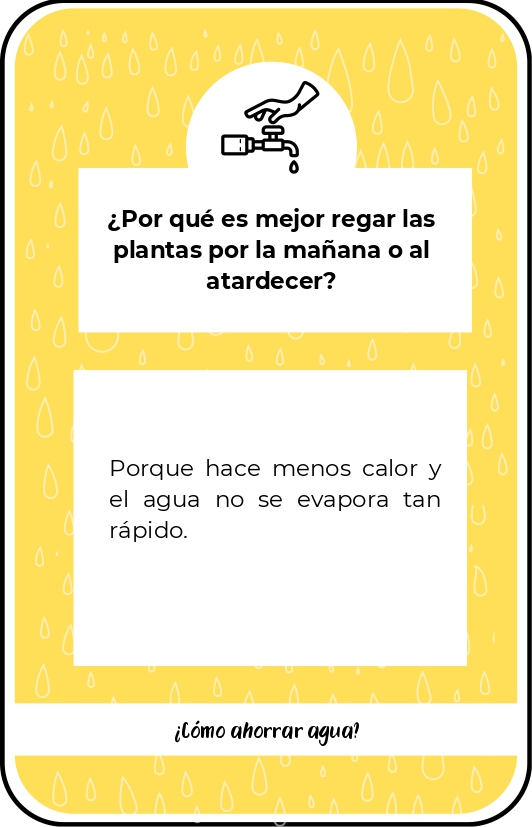 ¿Por qué es mejor regar las
plantas por la mañana o al
atardecer?
Porque hace menos calor y
el agua no se evapora tan
rápido.
¿Cómo ahorrar agua?